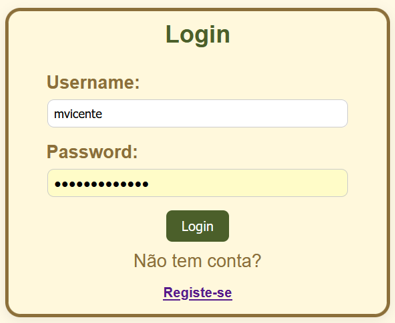 Login
Username:
mvicente
Password:
•••••••••••••
Login
Não tem conta?
Registe-se